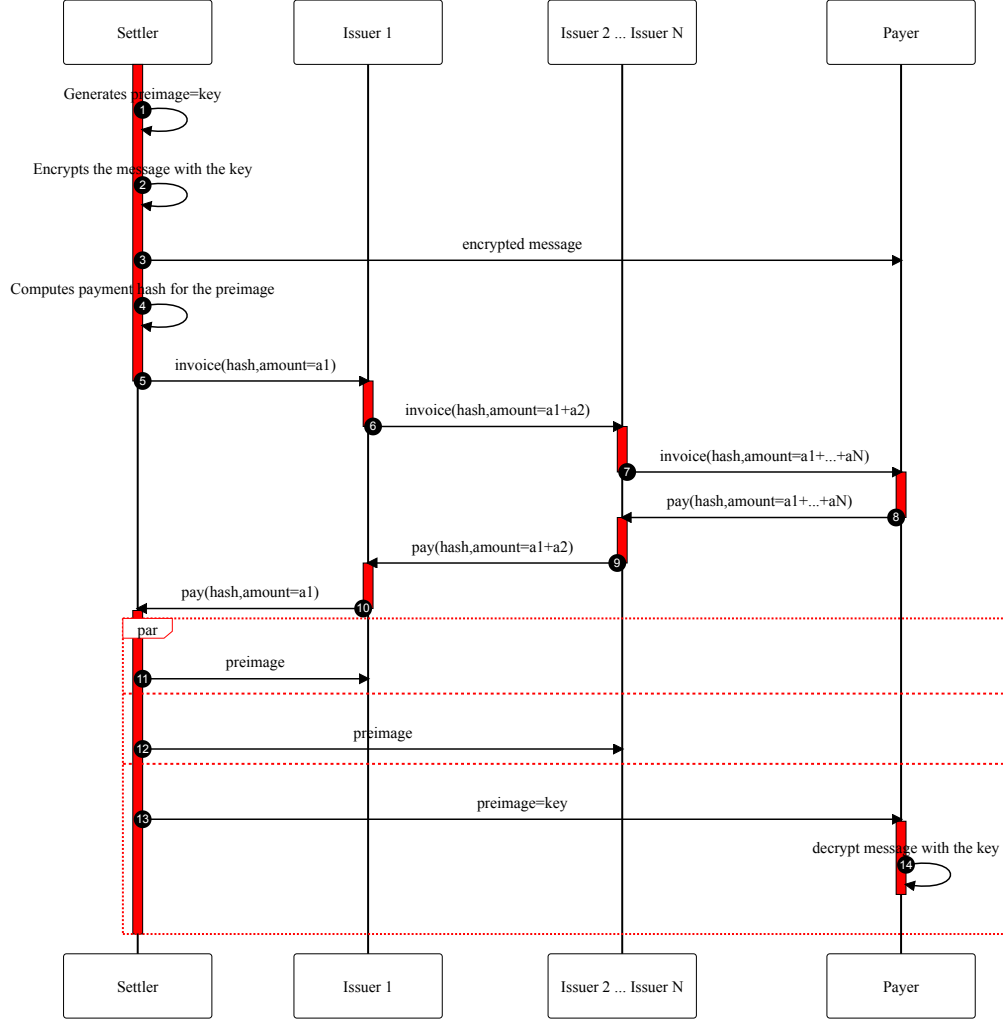 Settler
Issuer 1
Issuer 2 ... Issuer N
Payer
Generates preimage=key
1
Encrypts the message with the key
2
encrypted message
3
Computes payment hash for the preimage
4
invoice(hash,amount=a1)
5
invoice(hash,amount=a1+a2)
6
invoice(hash,amount=a1+...+aN)
7
pay(hash,amount=a1+...+aN)
8
pay(hash,amount=a1+a2)
9
pay(hash,amount=a1)
10
par
preimage
11
preimage
12
preimage=key
13
decrypt message with the key
14
Settler
Issuer 1
Issuer 2 ... Issuer N
Payer